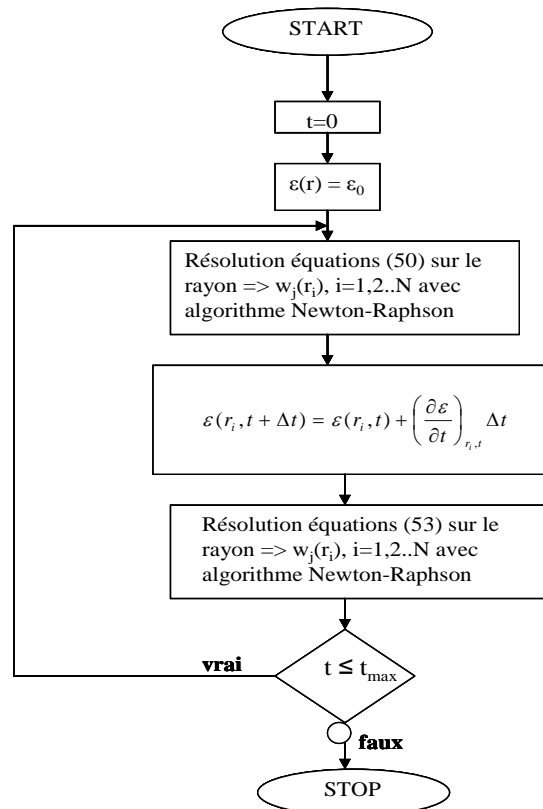 START
t=0
ε(r) = ε₀
Résolution équations (50) sur le
rayon => wⱼ(rᵢ), i=1,2..N avec
algorithme Newton-Raphson
ε(rᵢ, t + Δt) = ε(rᵢ, t) + (∂ε/∂t)ᵣᵢ,ₜ Δt
Résolution équations (53) sur le
rayon => wⱼ(rᵢ), i=1,2..N avec
algorithme Newton-Raphson
vrai
t ≤ tₘₐₓ
faux
STOP